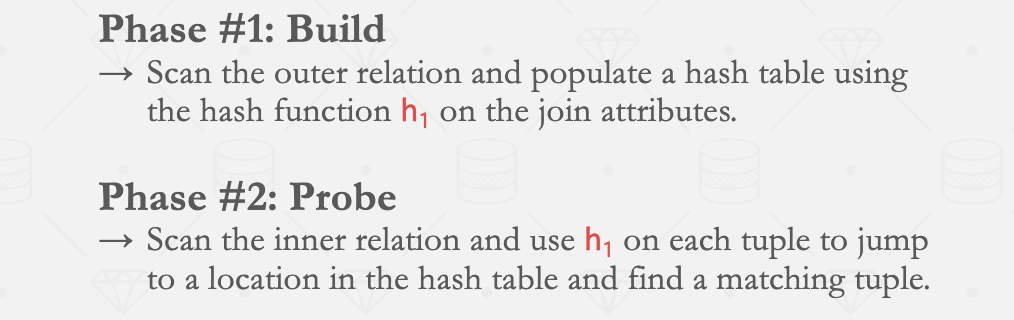 Phase #1: Build
→ Scan the outer relation and populate a hash table using
the hash function h₁ on the join attributes.
Phase #2: Probe
→ Scan the inner relation and use h₁ on each tuple to jump
to a location in the hash table and find a matching tuple.